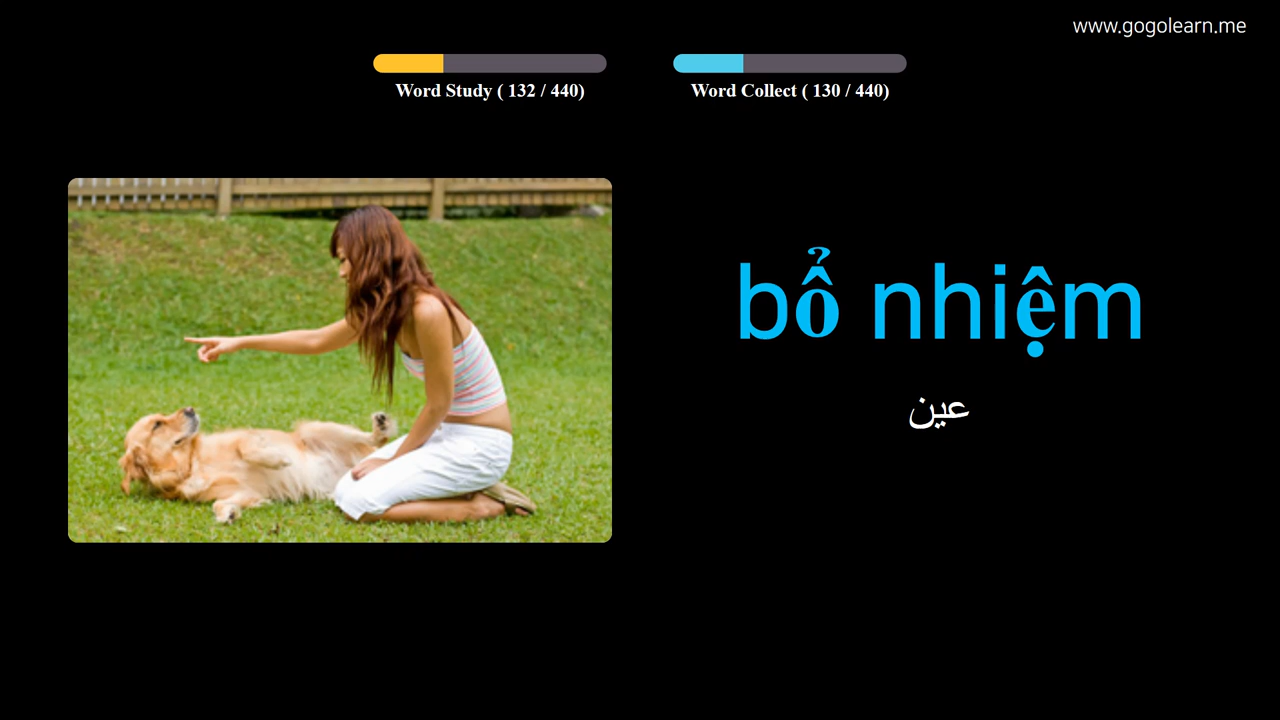 www.gogolearn.me
Word Study ( 132 / 440)
Word Collect ( 130 / 440)
bổ nhiệm
عين